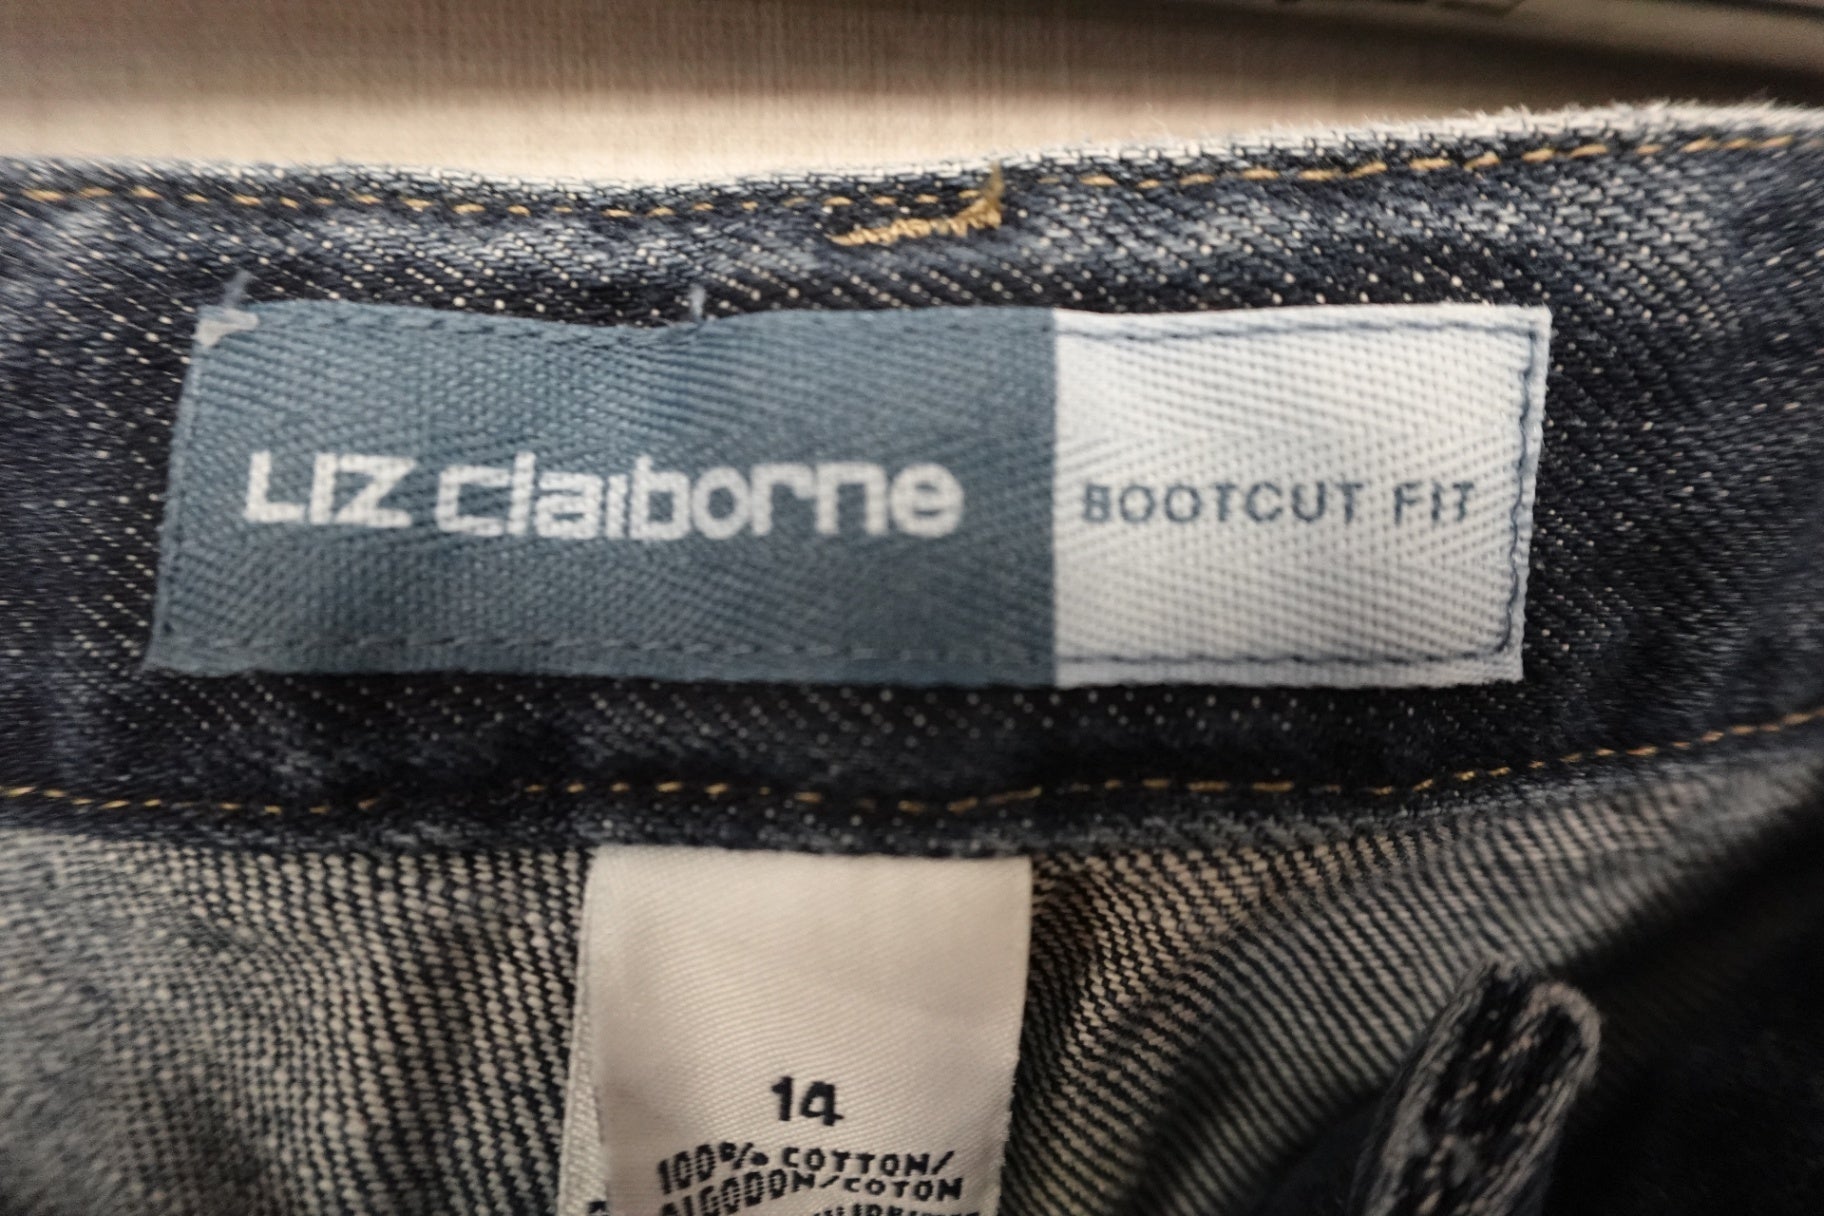 LIZ claiborne
BOOTCUT FIT
14
100% COTTON/
ALGODON/COTON